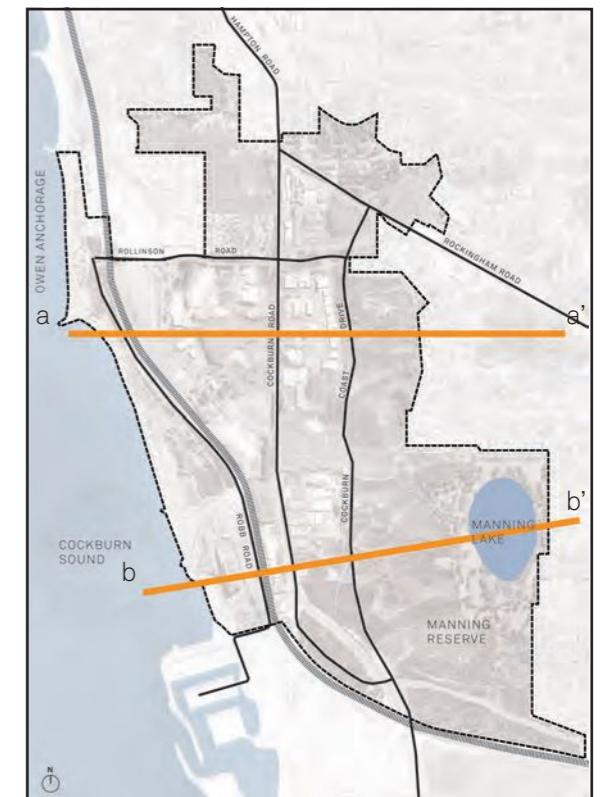 HAMPTON ROAD
OWEN ANCHORAGE
ROLLINSON ROAD
ROCKINGHAM ROAD
a
a'
COCKBURN ROAD
COCKBURN COAST DRIVE
b'
MANNING
LAKE
ROBB ROAD
COCKBURN
SOUND
b
MANNING
RESERVE
N